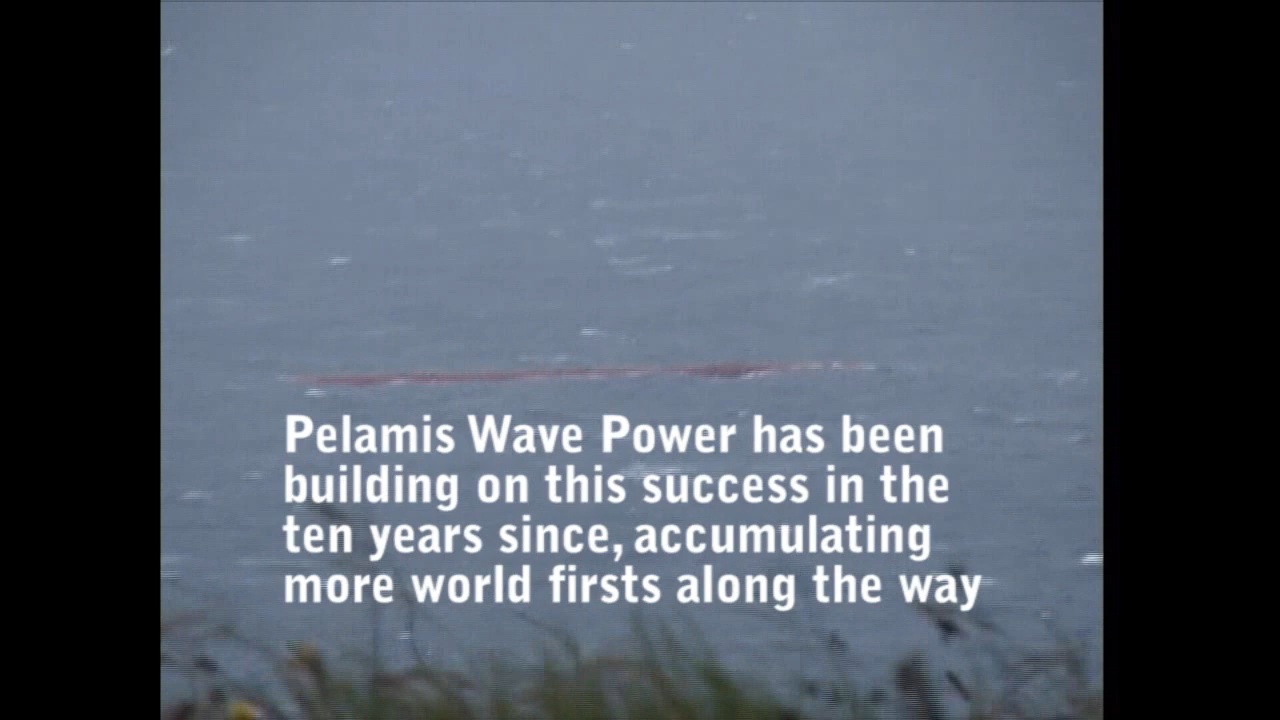 Pelamis Wave Power has been
building on this success in the
ten years since, accumulating
more world firsts along the way